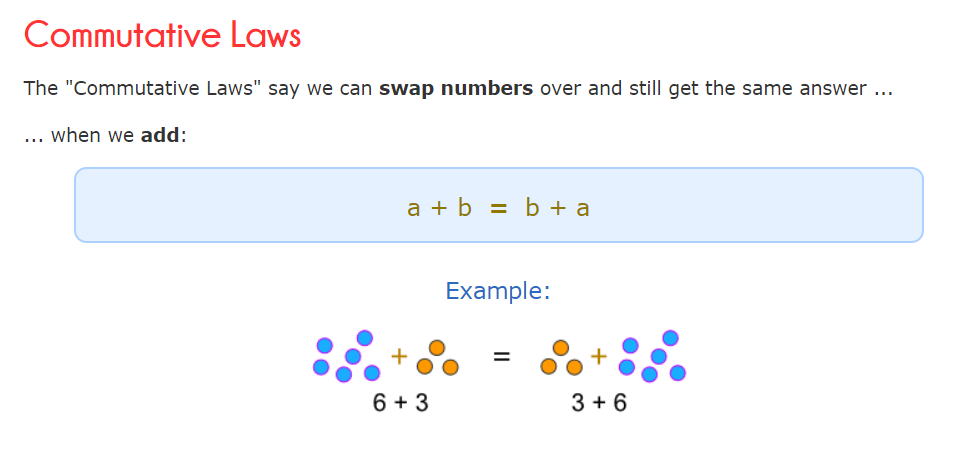 Commutative Laws
The "Commutative Laws" say we can swap numbers over and still get the same answer ...
... when we add:
a + b = b + a
Example:
+ = +
6 + 3 3 + 6